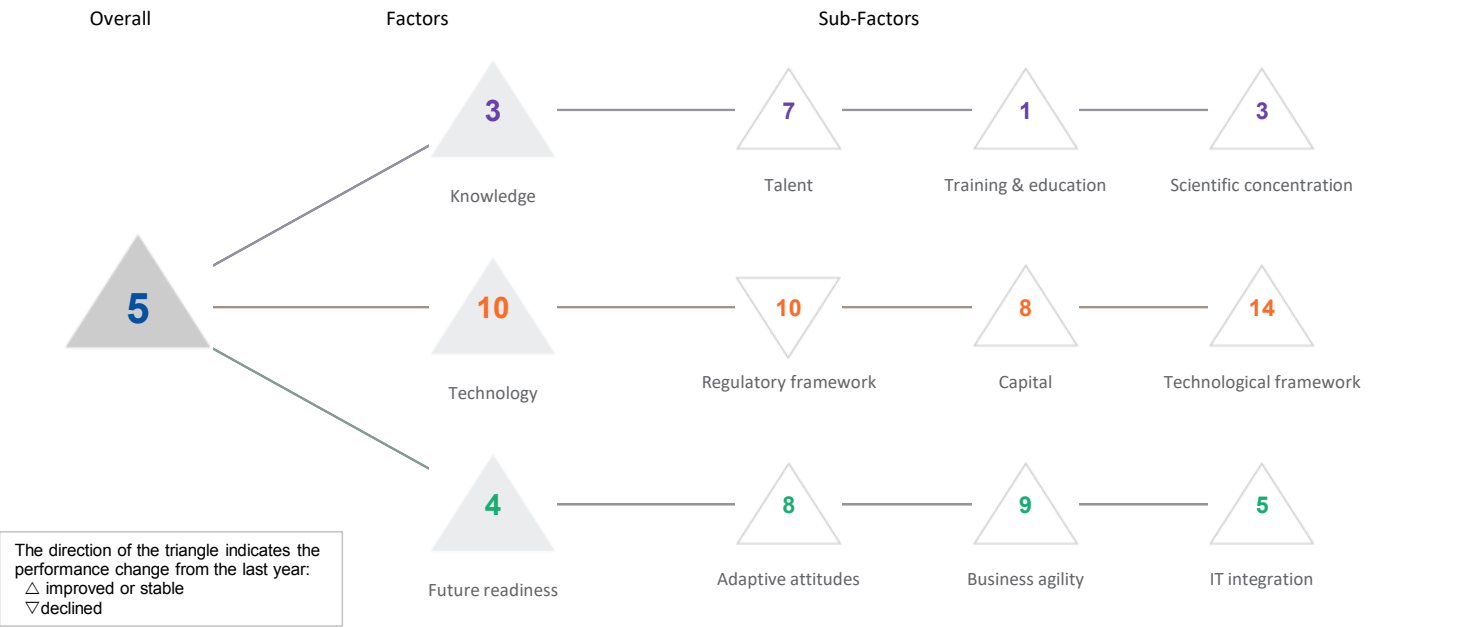 Overall
Factors
Sub-Factors
3
7
1
3
Knowledge
Talent
Training & education
Scientific concentration
5
10
10
8
14
Technology
Regulatory framework
Capital
Technological framework
4
8
9
5
Future readiness
Adaptive attitudes
Business agility
IT integration
The direction of the triangle indicates the
performance change from the last year:
△ improved or stable
▽declined